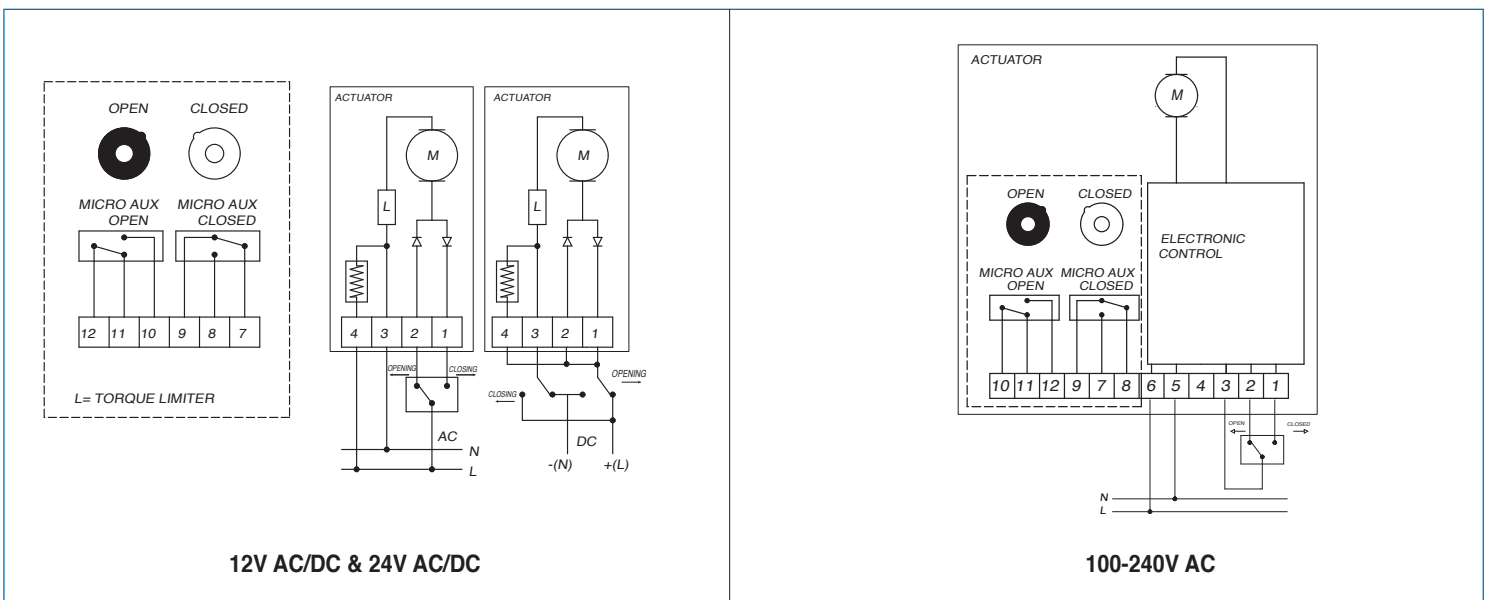 OPEN CLOSED
MICRO AUX OPEN MICRO AUX CLOSED
12 11 10 9 8 7
L= TORQUE LIMITER
ACTUATOR
M
L
4 3 2 1
OPENING CLOSING
AC
N
L
ACTUATOR
M
L
4 3 2 1
OPENING
CLOSING
DC
-(N) +(L)
12V AC/DC & 24V AC/DC
ACTUATOR
M
OPEN CLOSED
ELECTRONIC
CONTROL
MICRO AUX OPEN MICRO AUX CLOSED
10 11 12 9 7 8 6 5 4 3 2 1
OPEN CLOSED
N
L
100-240V AC